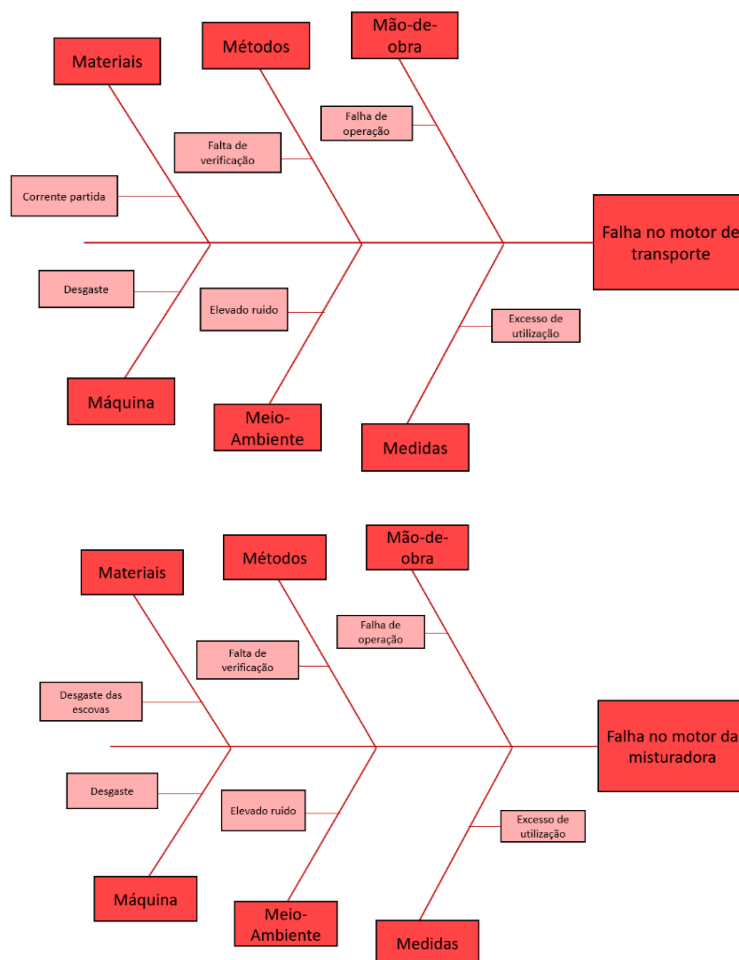 Mão-de-
obra
Métodos
Materiais
Falha de
operação
Falta de
verificação
Corrente partida
Falha no motor de
transporte
Desgaste
Elevado ruido
Excesso de
utilização
Máquina
Meio-
Ambiente
Medidas
Mão-de-
obra
Métodos
Materiais
Falha de
operação
Falta de
verificação
Desgaste das
escovas
Falha no motor da
misturadora
Desgaste
Elevado ruído
Excesso de
utilização
Máquina
Meio-
Ambiente
Medidas